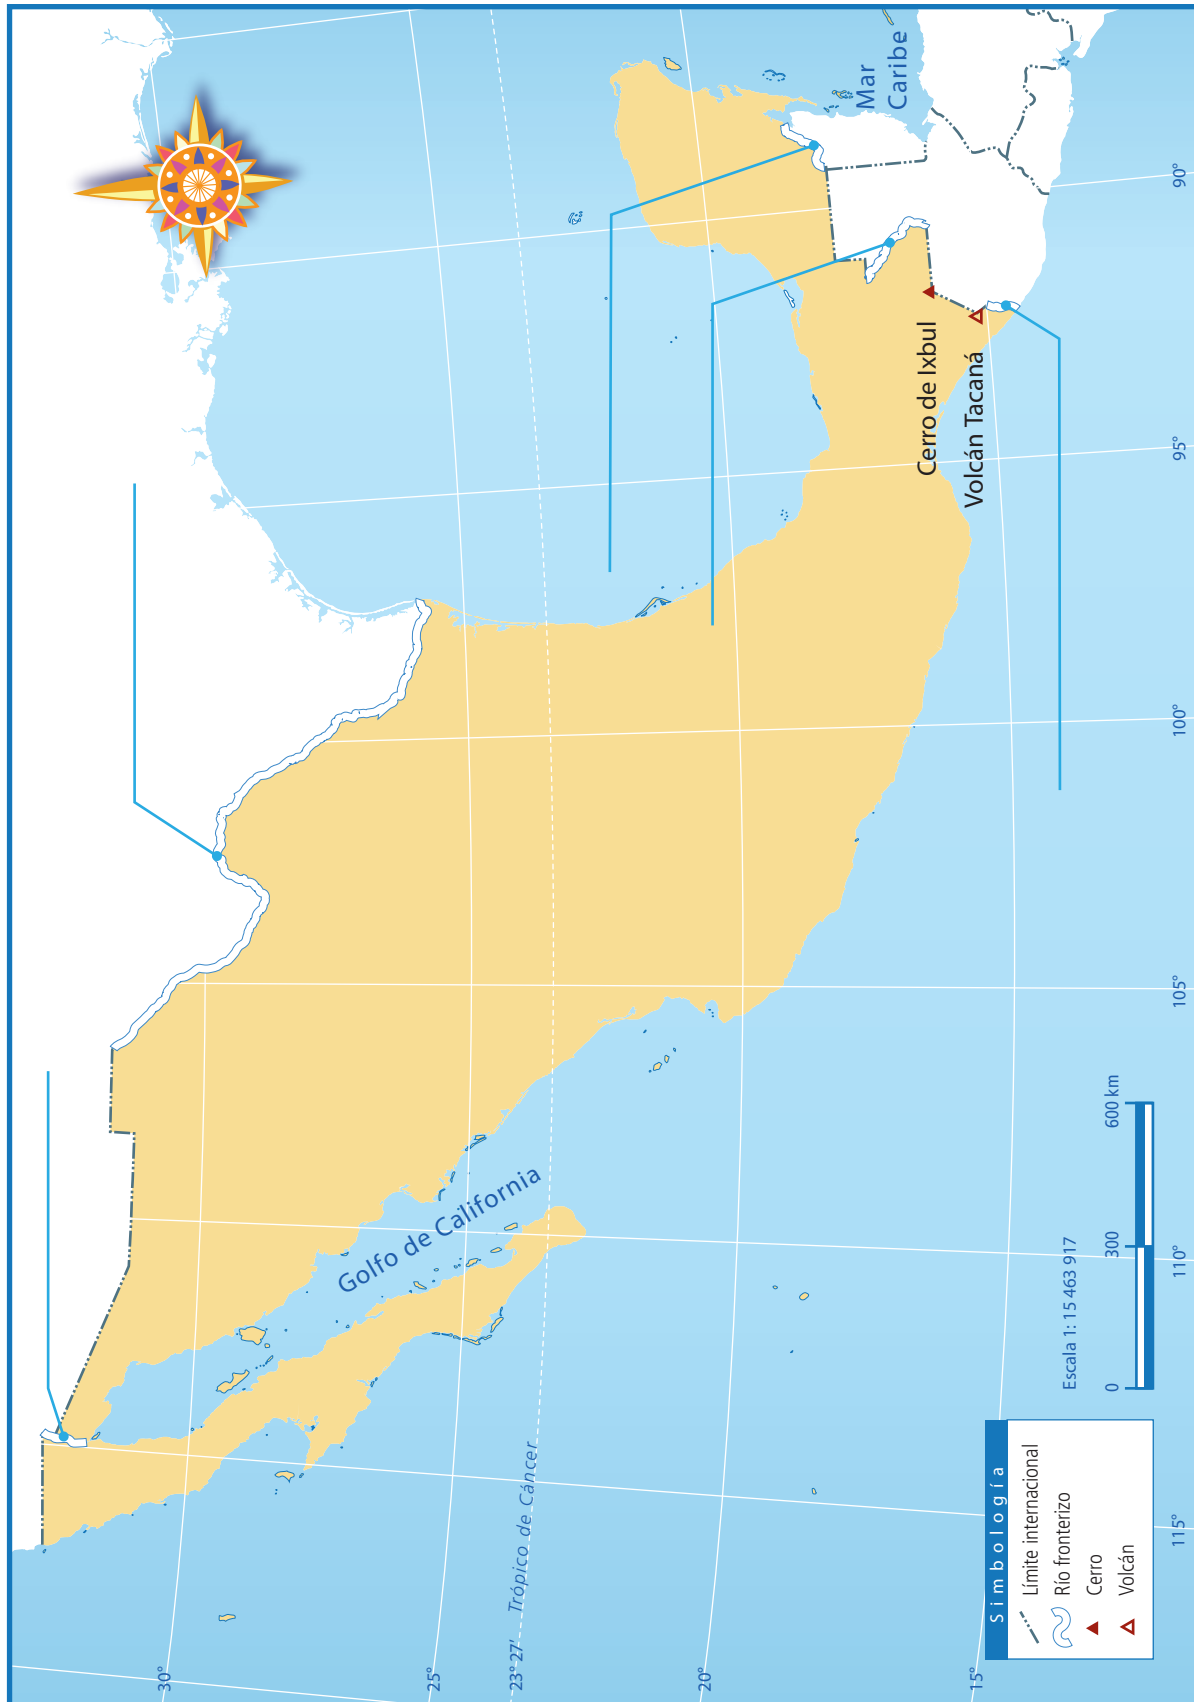 Mar
Caribe
Cerro de Ixbul
Volcán Tacaná
Golfo de California
23° 27' Trópico de Cáncer
30°
25°
20°
15°
115°
110°
105°
100°
95°
90°
Escala 1: 15 463 917
0 300 600 km
Simbología
Límite internacional
Río fronterizo
Cerro
Volcán